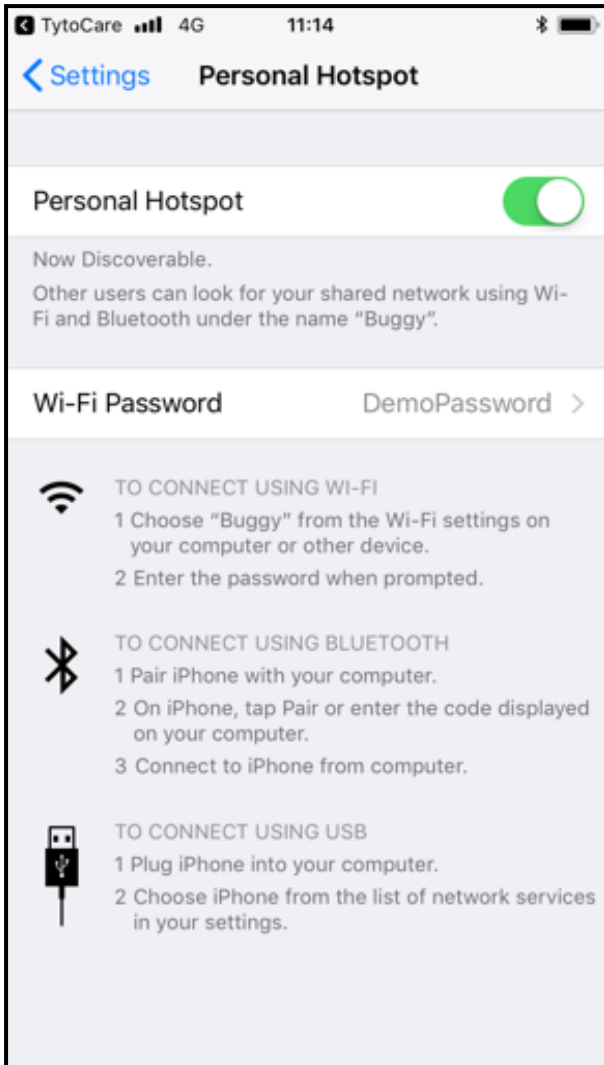 TytoCare 4G 11:14
Settings Personal Hotspot
Personal Hotspot
Now Discoverable.
Other users can look for your shared network using Wi-
Fi and Bluetooth under the name “Buggy”.
Wi-Fi Password DemoPassword
TO CONNECT USING WI-FI
1 Choose “Buggy” from the Wi-Fi settings on
your computer or other device.
2 Enter the password when prompted.
TO CONNECT USING BLUETOOTH
1 Pair iPhone with your computer.
2 On iPhone, tap Pair or enter the code displayed
on your computer.
3 Connect to iPhone from computer.
TO CONNECT USING USB
1 Plug iPhone into your computer.
2 Choose iPhone from the list of network services
in your settings.